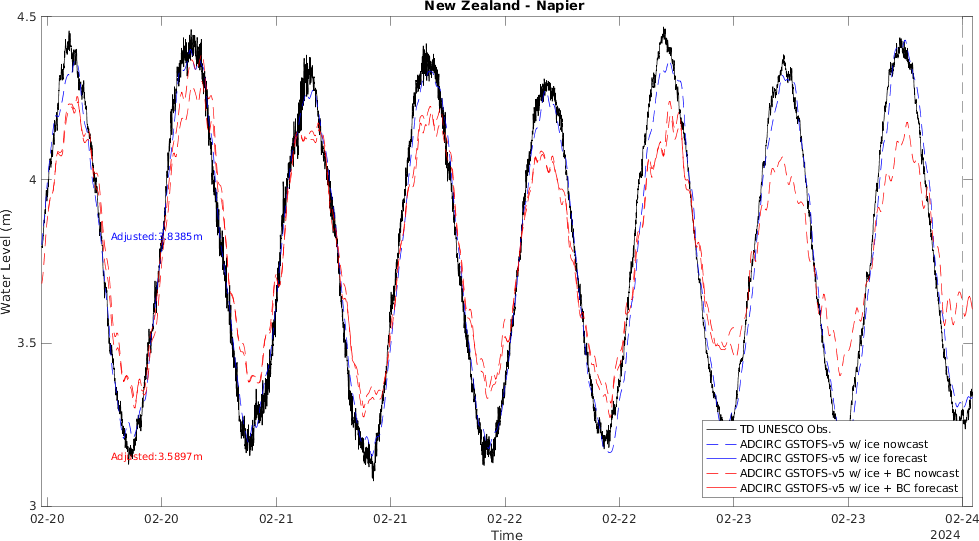 New Zealand - Napier
4.5
4
3.5
3
Water Level (m)
Adjusted:3.8385m
Adjusted:3.5897m
TD UNESCO Obs.
ADCIRC GSTOFS-v5 w/ ice nowcast
ADCIRC GSTOFS-v5 w/ ice forecast
ADCIRC GSTOFS-v5 w/ ice + BC nowcast
ADCIRC GSTOFS-v5 w/ ice + BC forecast
02-20 02-20 02-21 02-21 02-22 02-22 02-23 02-23 02-24
Time
2024